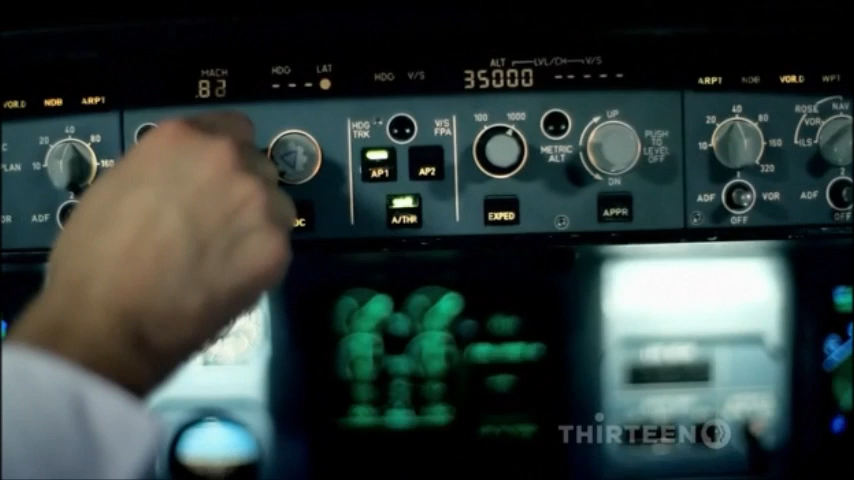 MACH HDG LAT HDG V/S ALT LVL/CH V/S
.82 35000
VOR.D NDB ARPT ARPT NDB VOR.D WPT
HDG TRK V/S FPA 100 1000 UP
METRIC ALT PUSH TO LEVEL OFF
DN
10 20 40 80 160 10 20 40 80 160 320
ROSE NAV VOR ILS
PLAN AP1 AP2
ADF A/THR EXPED APPR ADF VOR ADF
OFF OFF
THIRTEEN